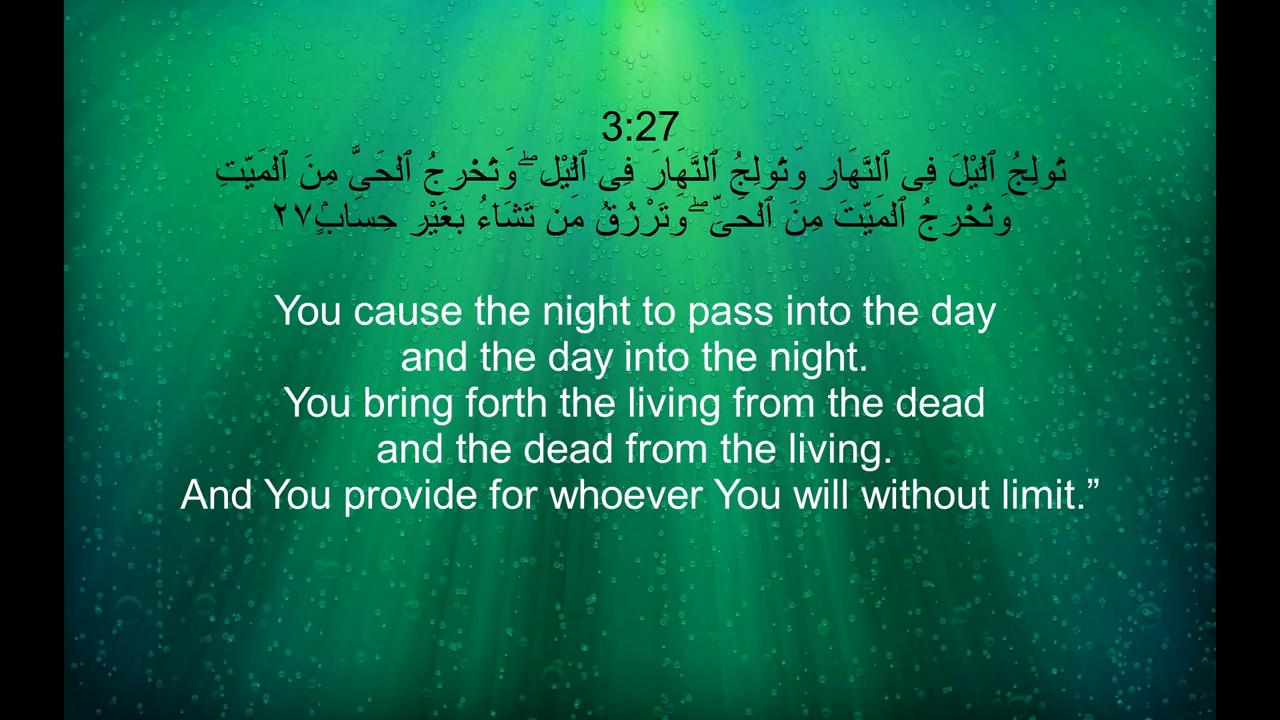 3:27
تُولِجُ ٱلَّيْلَ فِى ٱلنَّهَارِ وَتُولِجُ ٱلنَّهَارَ فِى ٱلَّيْلِ ۖ وَتُخْرِجُ ٱلْحَىَّ مِنَ ٱلْمَيِّتِ
وَتُخْرِجُ ٱلْمَيِّتَ مِنَ ٱلْحَىِّ ۖ وَتَرْزُقُ مَن تَشَآءُ بِغَيْرِ حِسَابٍۢ ٢٧
You cause the night to pass into the day
and the day into the night.
You bring forth the living from the dead
and the dead from the living.
And You provide for whoever You will without limit.”